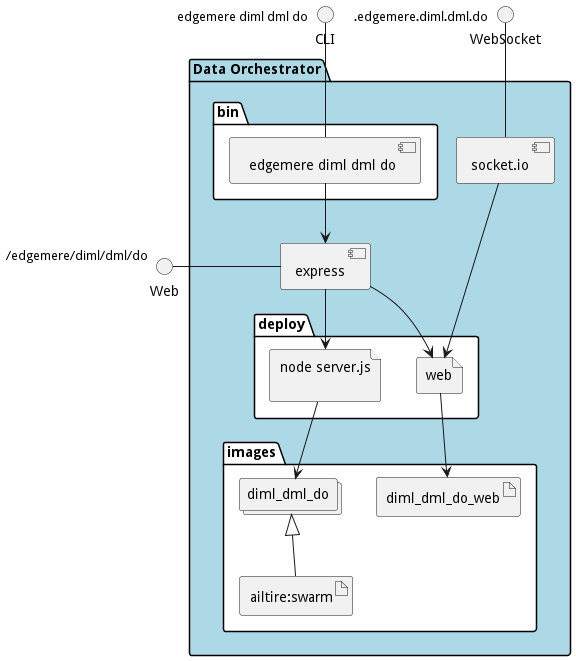 edgemere diml dml do
.edgemere.diml.dml.do
CLI
WebSocket
Data Orchestrator
bin
edgemere diml dml do
socket.io
/edgemere/diml/dml/do
express
Web
deploy
node server.js
web
images
diml_dml_do
diml_dml_do_web
ailtire:swarm